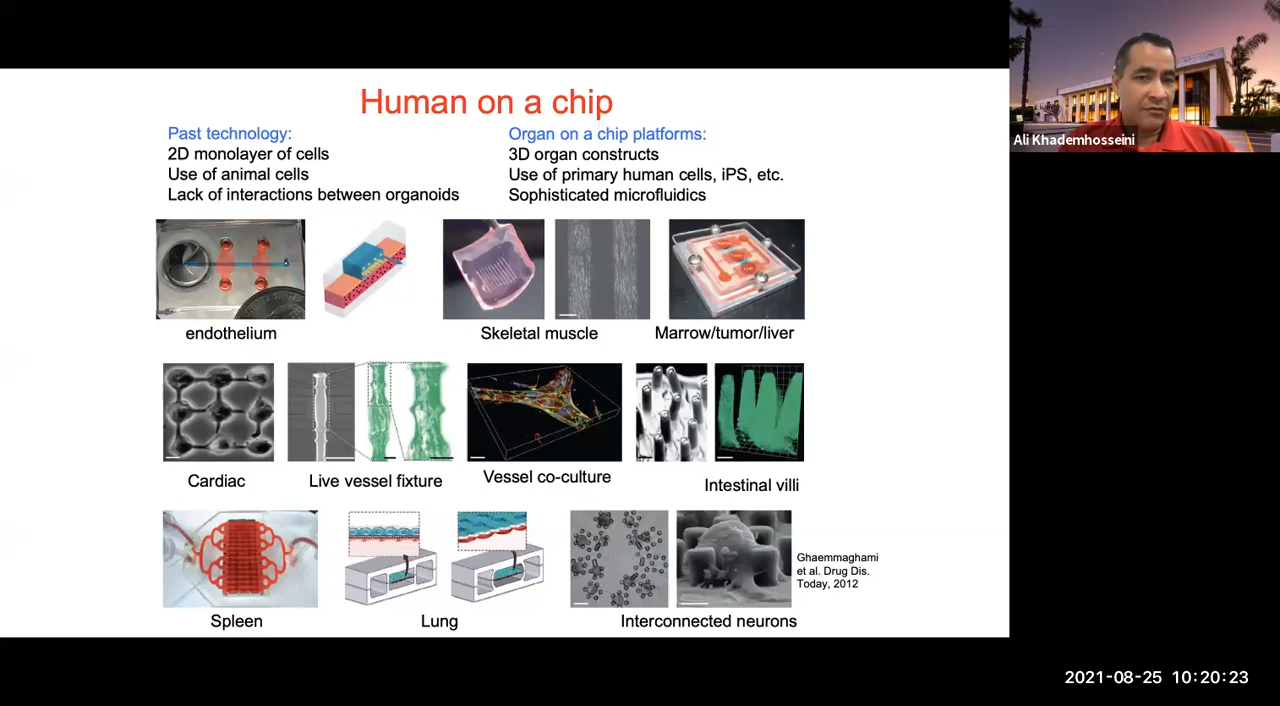 Human on a chip
Past technology:
2D monolayer of cells
Use of animal cells
Lack of interactions between organoids
Organ on a chip platforms:
3D organ constructs
Use of primary human cells, iPS, etc.
Sophisticated microfluidics
endothelium
Skeletal muscle
Marrow/tumor/liver
Cardiac
Live vessel fixture
Vessel co-culture
Intestinal villi
Spleen
Lung
Interconnected neurons
Ghaemmaghami
et al. Drug Dis.
Today, 2012
Ali Khademhosseini
2021-08-25 10:20:23